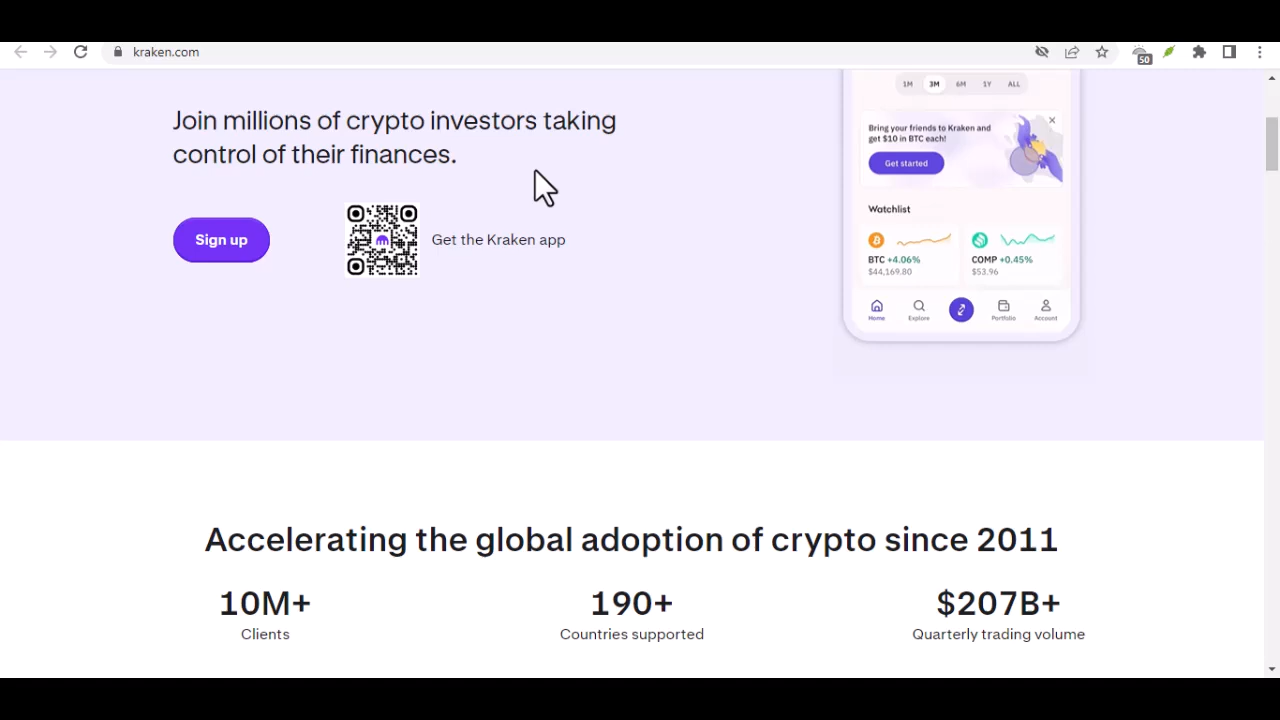 kraken.com
50
Join millions of crypto investors taking
control of their finances.
Sign up
Get the Kraken app
1M 3M 6M 1Y ALL
Bring your friends to Kraken and
get $10 in BTC each!
Get started
Watchlist
BTC +4.06%
$44,169.80
COMP +0.45%
$53.96
Home Explore Portfolio Account
Accelerating the global adoption of crypto since 2011
10M+
Clients
190+
Countries supported
$207B+
Quarterly trading volume